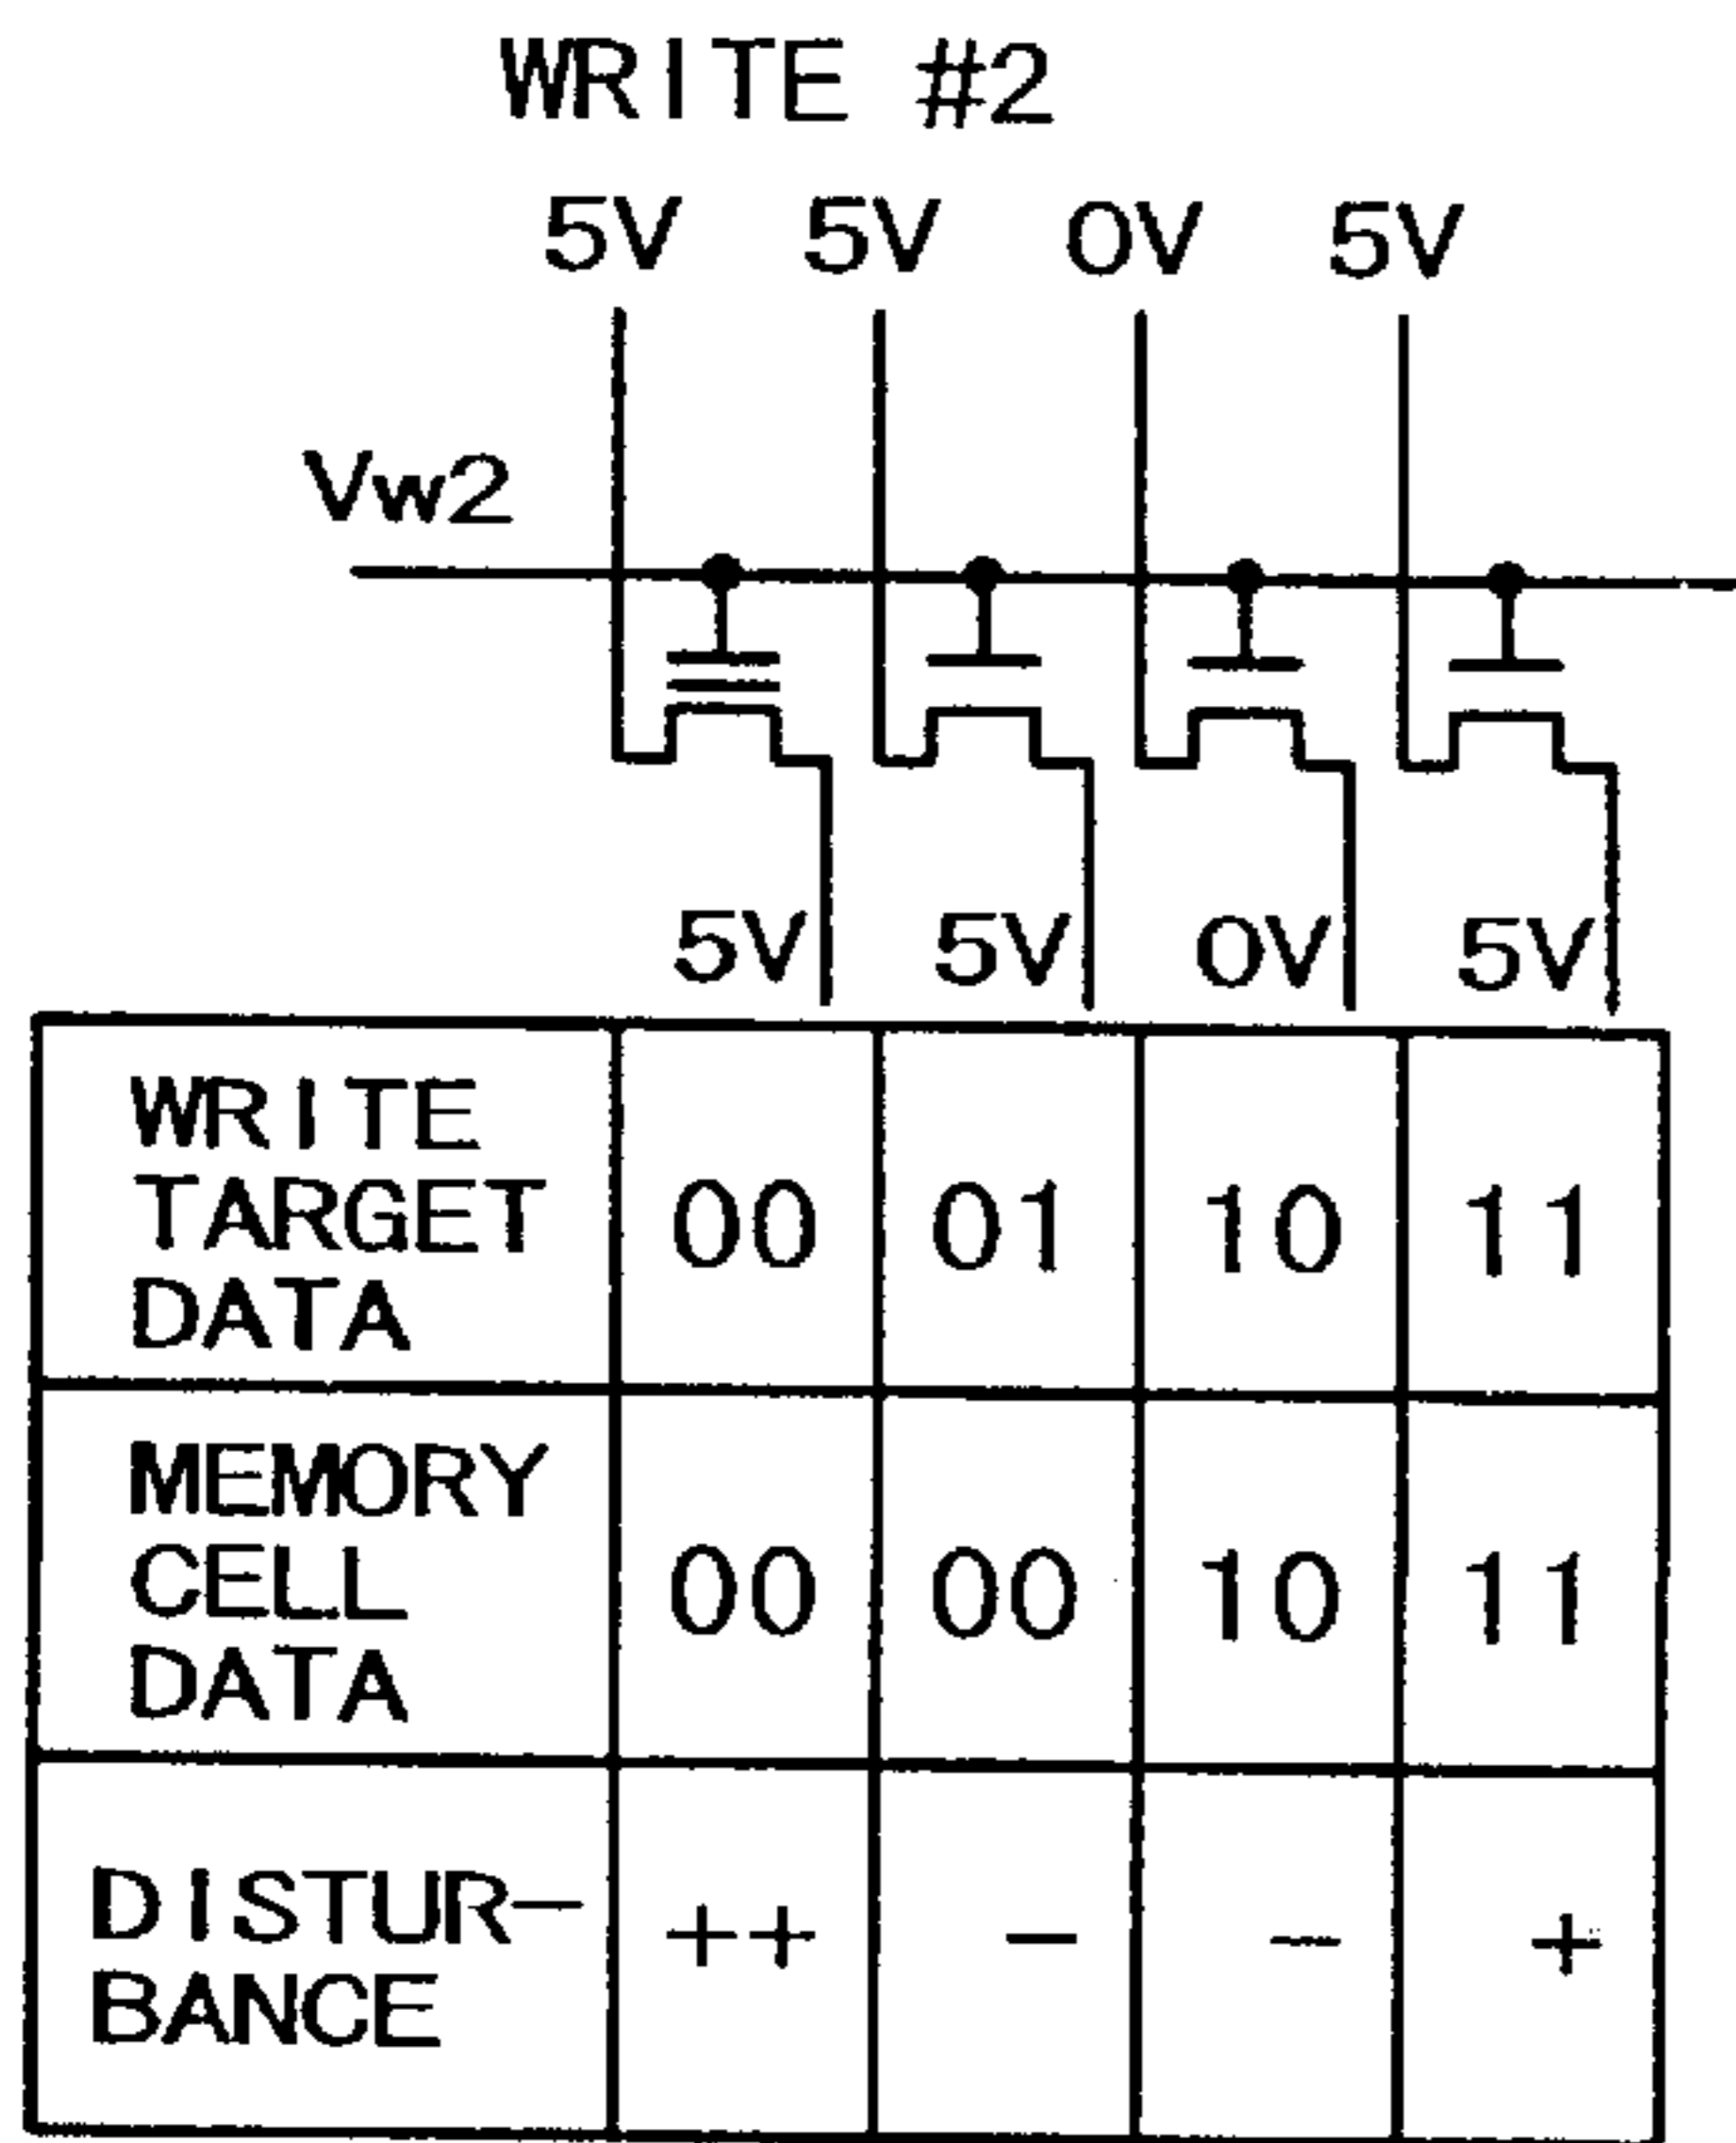 WRITE #2
5V 5V 0V 5V
Vw2
5V 5V 0V 5V
WRITE
TARGET
DATA
00 01 10 11
MEMORY
CELL
DATA
00 00 10 11
DISTUR-
BANCE
++ - - +